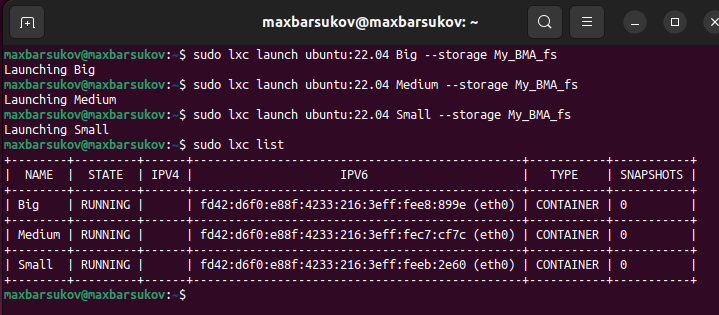 maxbarsukov@maxbarsukov: ~
maxbarsukov@maxbarsukov:~$ sudo lxc launch ubuntu:22.04 Big --storage My_BMA_fs
Launching Big
maxbarsukov@maxbarsukov:~$ sudo lxc launch ubuntu:22.04 Medium --storage My_BMA_fs
Launching Medium
maxbarsukov@maxbarsukov:~$ sudo lxc launch ubuntu:22.04 Small --storage My_BMA_fs
Launching Small
maxbarsukov@maxbarsukov:~$ sudo lxc list
+--------+---------+------+-----------------------------------------------+-----------+-----------+
|  NAME  |  STATE  | IPV4 |                     IPV6                      |   TYPE    | SNAPSHOTS |
+--------+---------+------+-----------------------------------------------+-----------+-----------+
| Big    | RUNNING |      | fd42:d6f0:e88f:4233:216:3eff:fee8:899e (eth0) | CONTAINER | 0         |
+--------+---------+------+-----------------------------------------------+-----------+-----------+
| Medium | RUNNING |      | fd42:d6f0:e88f:4233:216:3eff:fec7:cf7c (eth0) | CONTAINER | 0         |
+--------+---------+------+-----------------------------------------------+-----------+-----------+
| Small  | RUNNING |      | fd42:d6f0:e88f:4233:216:3eff:feeb:2e60 (eth0) | CONTAINER | 0         |
+--------+---------+------+-----------------------------------------------+-----------+-----------+
maxbarsukov@maxbarsukov:~$